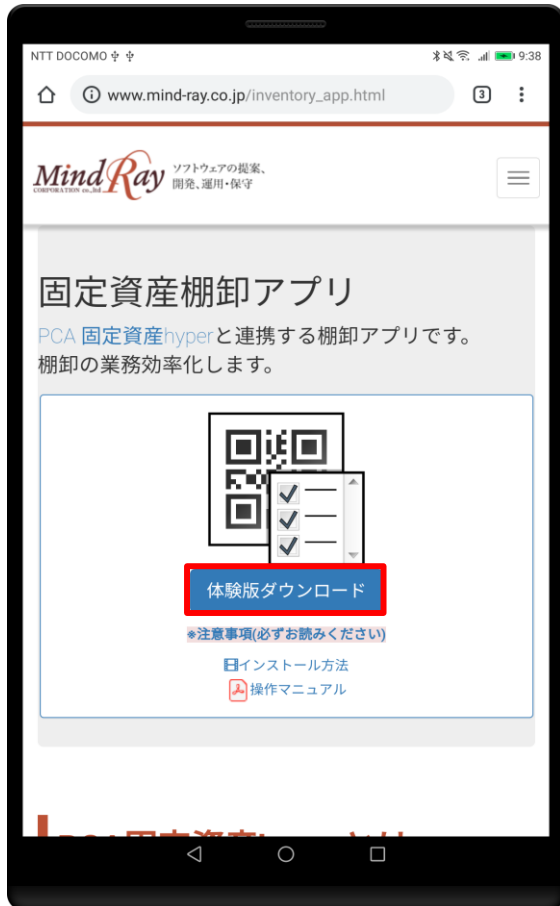 NTT DOCOMO 9:38
www.mind-ray.co.jp/inventory_app.html 3
MindRay ソフトウェアの提案、
CORPORATION co.,ltd. 開発、運用・保守
固定資産棚卸アプリ
PCA 固定資産hyperと連携する棚卸アプリです。
棚卸の業務効率化します。
体験版ダウンロード
※注意事項(必ずお読みください)
インストール方法
操作マニュアル